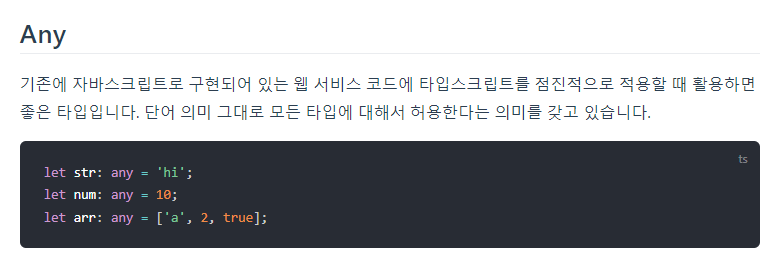 Any
기존에 자바스크립트로 구현되어 있는 웹 서비스 코드에 타입스크립트를 점진적으로 적용할 때 활용하면
좋은 타입입니다. 단어 의미 그대로 모든 타입에 대해서 허용한다는 의미를 갖고 있습니다.
ts
let str: any = 'hi';
let num: any = 10;
let arr: any = ['a', 2, true];